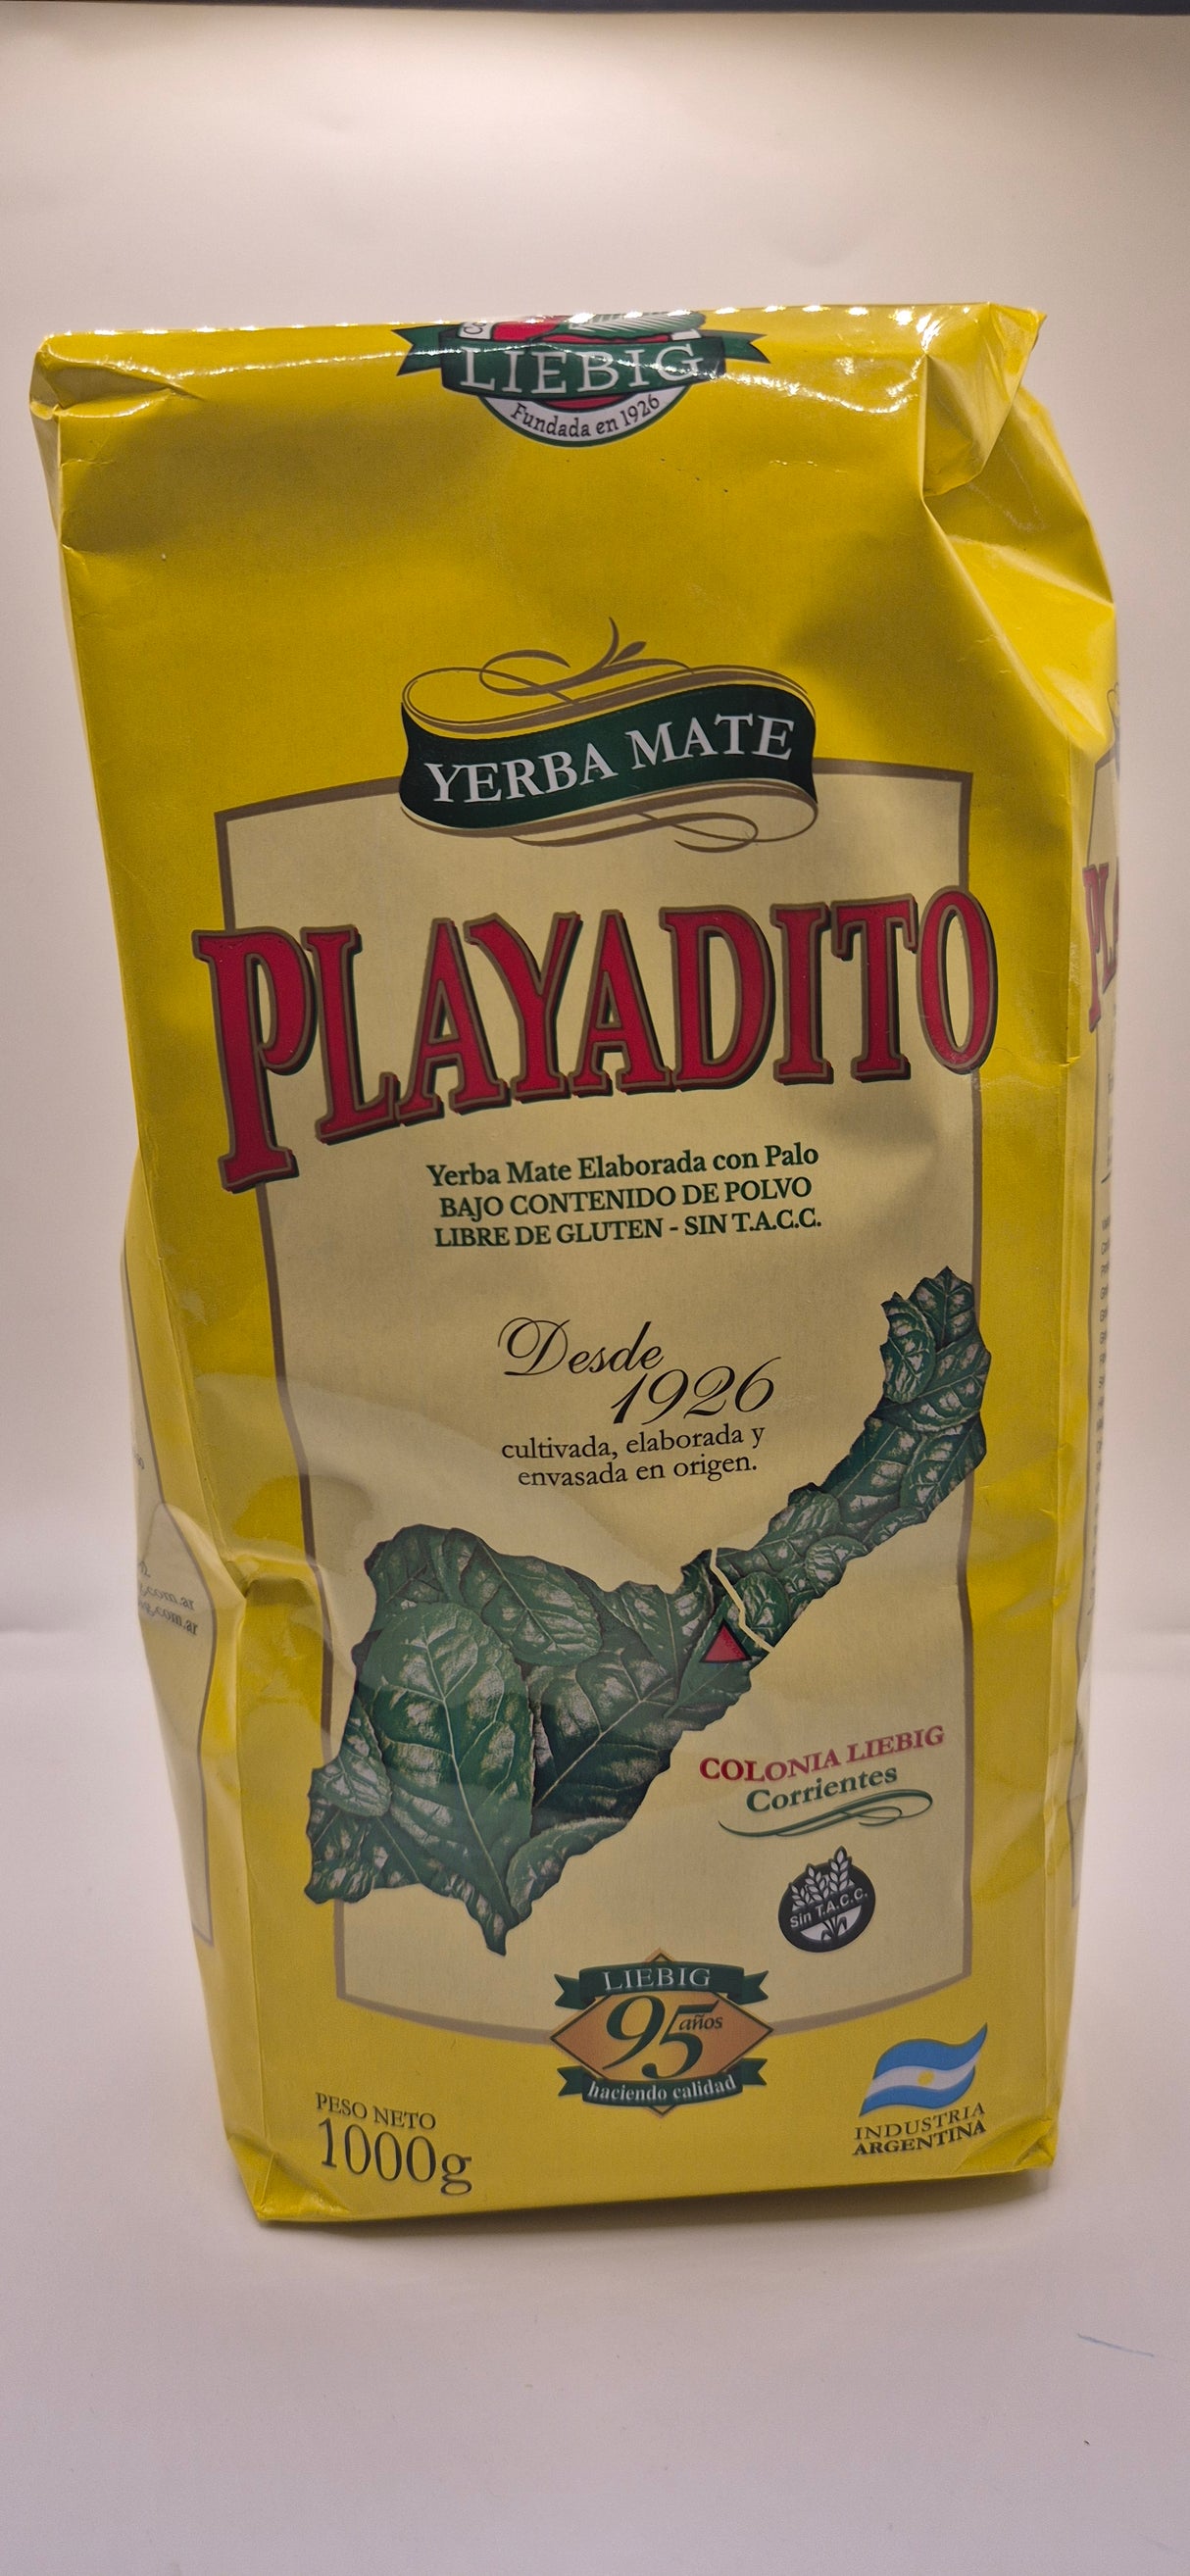 LIEBIG
Fundada en 1926
YERBA MATE
PLAYADITO
Yerba Mate Elaborada con Palo
BAJO CONTENIDO DE POLVO
LIBRE DE GLUTEN - SIN T.A.C.C.
Desde
1926
cultivada, elaborada y
envasada en origen.
COLONIA LIEBIG
Corrientes
Sin T.A.C.C.
LIEBIG
95 años
haciendo calidad
PESO NETO
1000g
INDUSTRIA
ARGENTINA